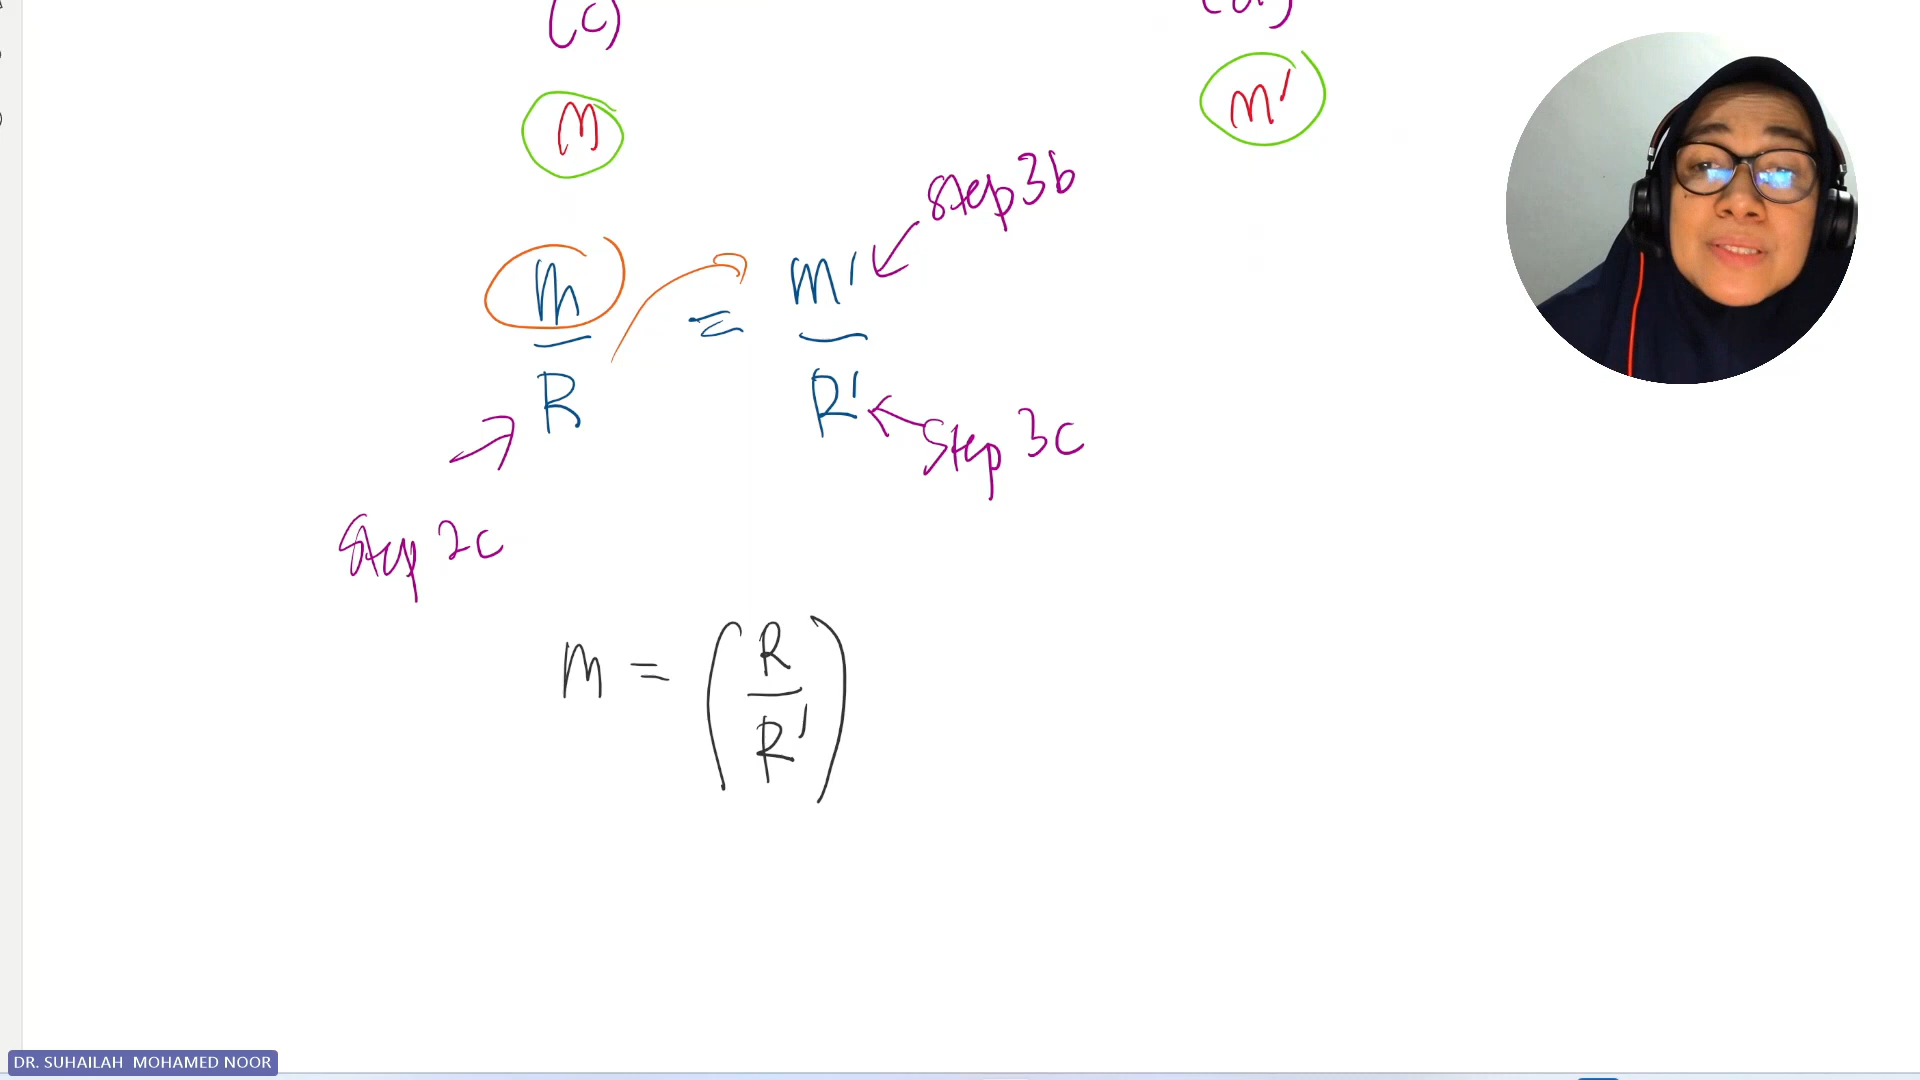 (c)
M
M'
Step 3b
m / R = m' / R'
Step 3c
Step 2c
M = ( R / R' )
DR. SUHAILAH MOHAMED NOOR